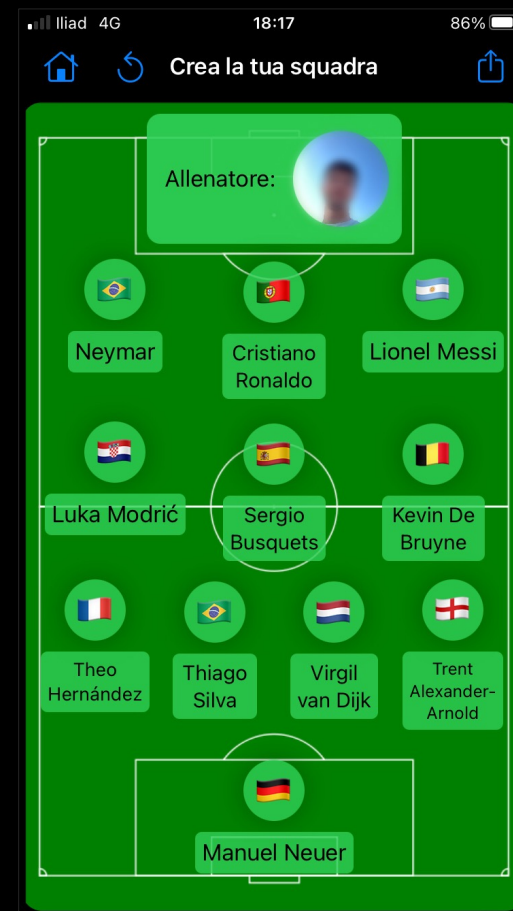 Iliad 4G 18:17 86%
Crea la tua squadra
Allenatore:
Neymar
Cristiano
Ronaldo
Lionel Messi
Luka Modrić
Sergio
Busquets
Kevin De
Bruyne
Theo
Hernández
Thiago
Silva
Virgil
van Dijk
Trent
Alexander-
Arnold
Manuel Neuer